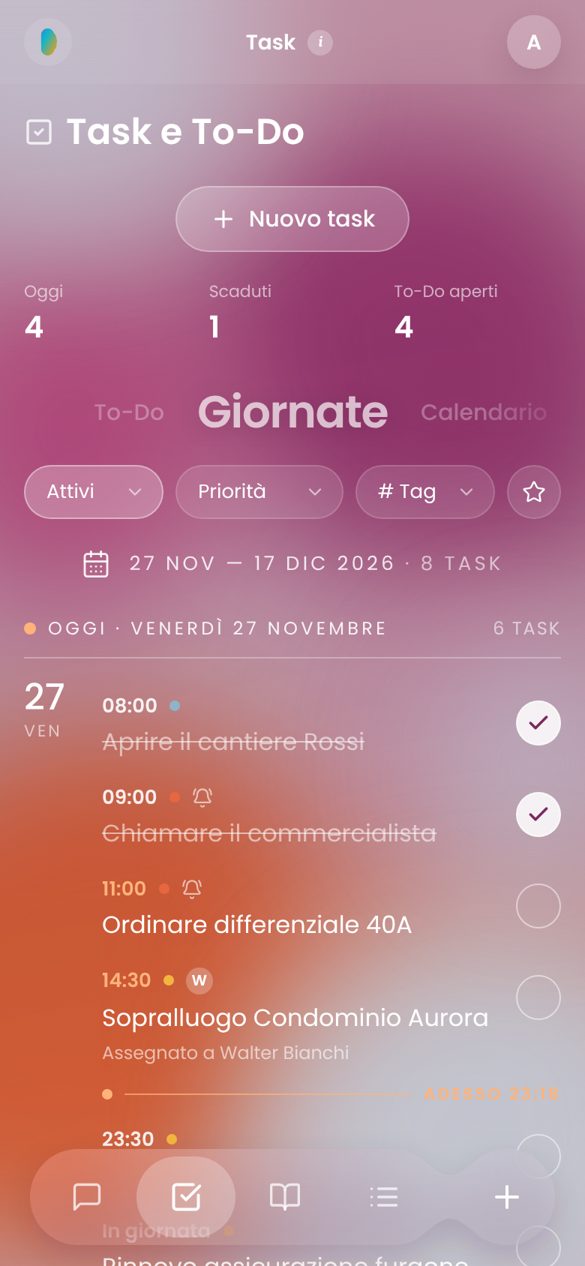 Task i
A
Task e To-Do
+ Nuovo task
Oggi Scaduti To-Do aperti
4 1 4
To-Do Giornate Calendario
Attivi Priorità # Tag
27 NOV — 17 DIC 2026 · 8 TASK
OGGI · VENERDÌ 27 NOVEMBRE 6 TASK
27
VEN
08:00
Aprire il cantiere Rossi
09:00
Chiamare il commercialista
11:00
Ordinare differenziale 40A
14:30 W
Sopralluogo Condominio Aurora
Assegnato a Walter Bianchi
ADESSO 23:18
23:30
In giornata
Rinnovo assicurazione furgone